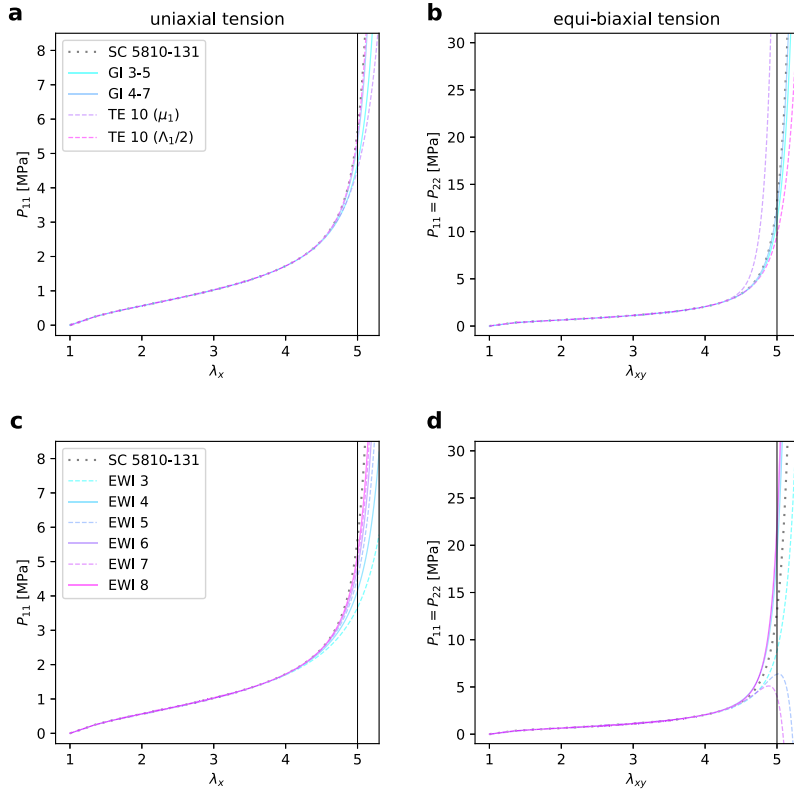 a
uniaxial tension
8
7
6
5
4
3
2
1
0
P₁₁ [MPa]
SC 5810-131
GI 3-5
GI 4-7
TE 10 (μ₁)
TE 10 (Λ₁/2)
1 2 3 4 5
λₓ
b
equi-biaxial tension
30
25
20
15
10
5
0
P₁₁ = P₂₂ [MPa]
1 2 3 4 5
λₓᵧ
c
8
7
6
5
4
3
2
1
0
P₁₁ [MPa]
SC 5810-131
EWI 3
EWI 4
EWI 5
EWI 6
EWI 7
EWI 8
1 2 3 4 5
λₓ
d
30
25
20
15
10
5
0
P₁₁ = P₂₂ [MPa]
1 2 3 4 5
λₓᵧ